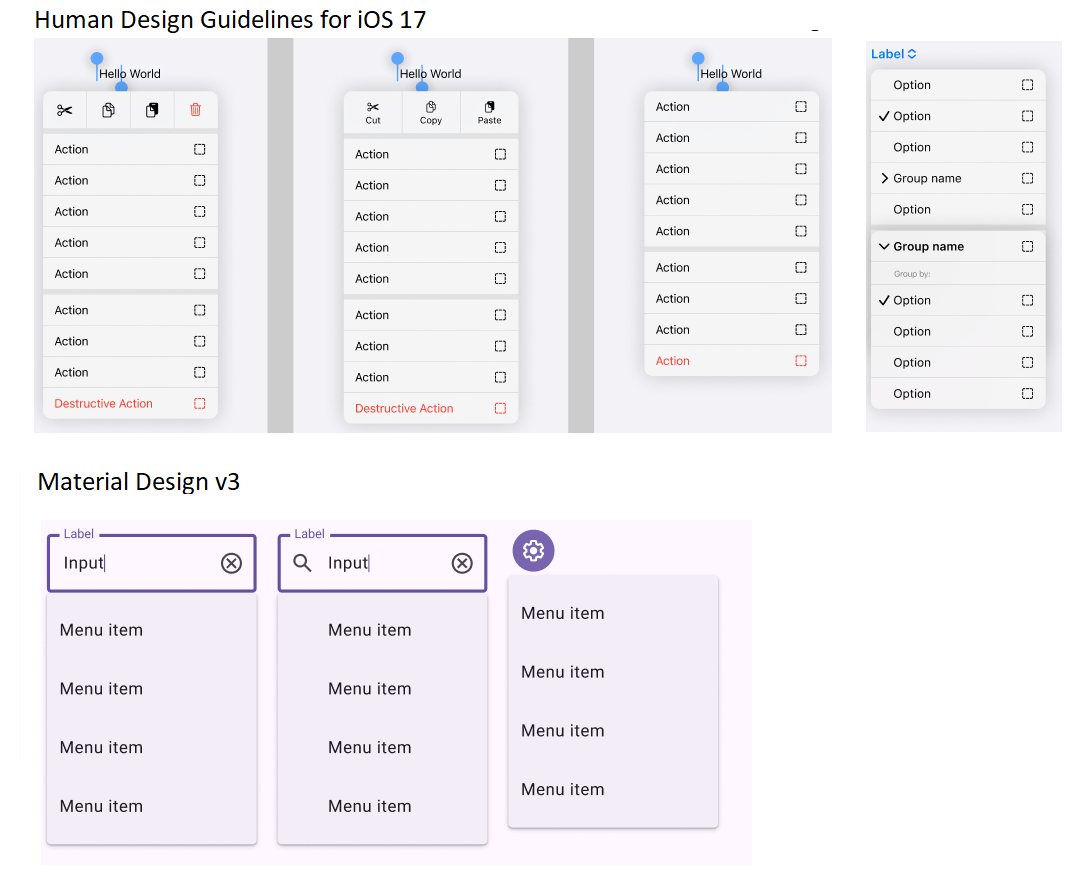 Human Design Guidelines for iOS 17
Hello World
Action
Action
Action
Action
Action
Action
Action
Action
Destructive Action
Hello World
Cut Copy Paste
Action
Action
Action
Action
Action
Action
Action
Action
Destructive Action
Hello World
Action
Action
Action
Action
Action
Action
Action
Action
Action
Label
Option
Option
Option
Group name
Option
Group name
Group by:
Option
Option
Option
Option
Material Design v3
Label
Input
Menu item
Menu item
Menu item
Menu item
Label
Input
Menu item
Menu item
Menu item
Menu item
Menu item
Menu item
Menu item
Menu item